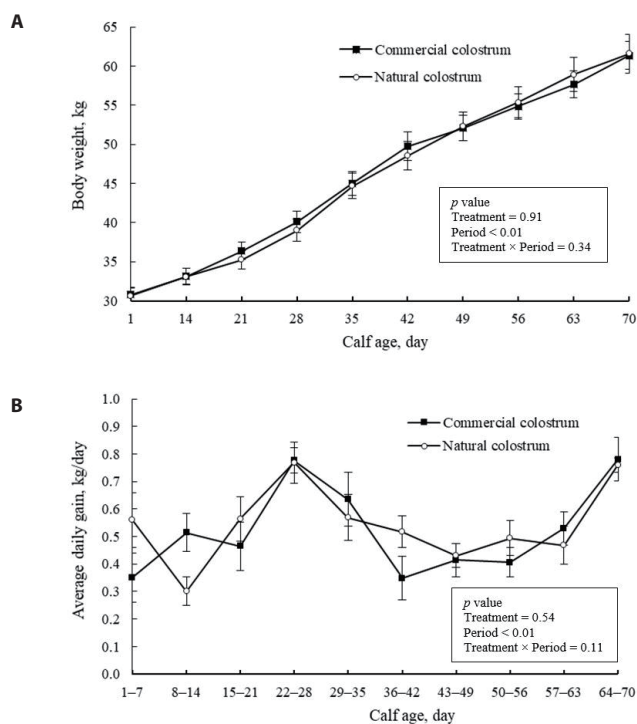 A
65
60
55
50
45
40
35
30
Body weight, kg
Commercial colostrum
Natural colostrum
p value
Treatment = 0.91
Period < 0.01
Treatment × Period = 0.34
1 14 21 28 35 42 49 56 63 70
Calf age, day
B
1.0
0.9
0.8
0.7
0.6
0.5
0.4
0.3
0.2
0.1
0.0
Average daily gain, kg/day
Commercial colostrum
Natural colostrum
p value
Treatment = 0.54
Period < 0.01
Treatment × Period = 0.11
1–7 8–14 15–21 22–28 29–35 36–42 43–49 50–56 57–63 64–70
Calf age, day